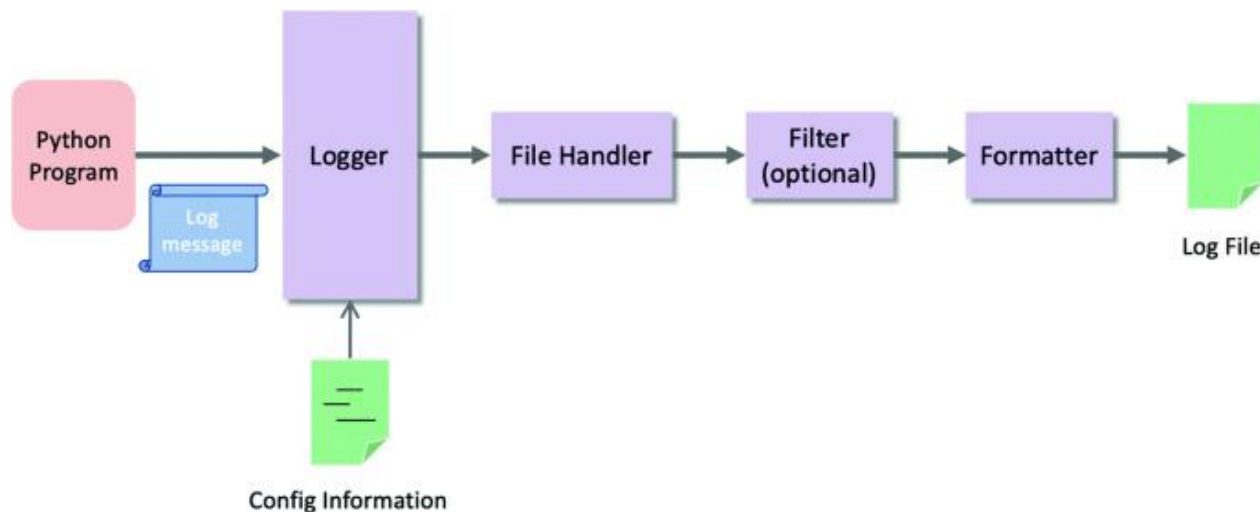 Python
Program
Log
message
Logger
File Handler
Filter
(optional)
Formatter
Log File
Config Information